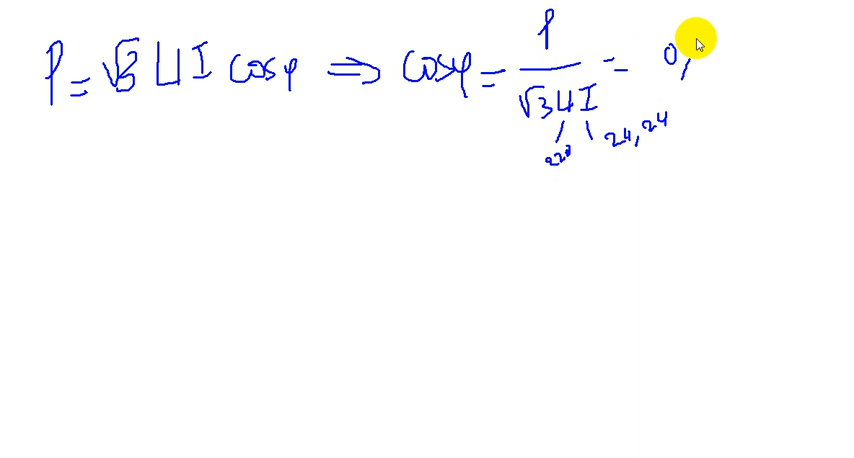 P = √3 U I cosφ ⟹ cosφ = P / √3 U I = 0,
220 24,24